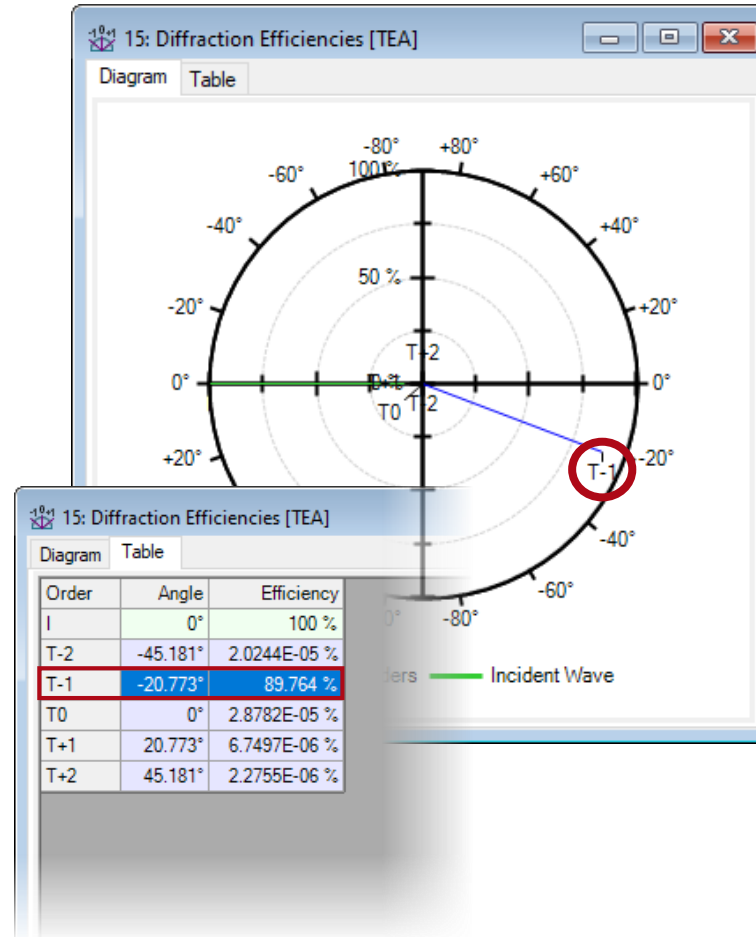 15: Diffraction Efficiencies [TEA]
Diagram Table
-80° +80°
-60° 100 % +60°
-40° +40°
50 %
-20° +20°
T+2
0° 0°
T0 T-2
+20° T-1 -20°
-40°
-60°
0° -80°
Incident Wave
15: Diffraction Efficiencies [TEA]
Diagram Table
Order Angle Efficiency
I 0° 100 %
T-2 -45.181° 2.0244E-05 %
T-1 -20.773° 89.764 %
T0 0° 2.8782E-05 %
T+1 20.773° 6.7497E-06 %
T+2 45.181° 2.2755E-06 %